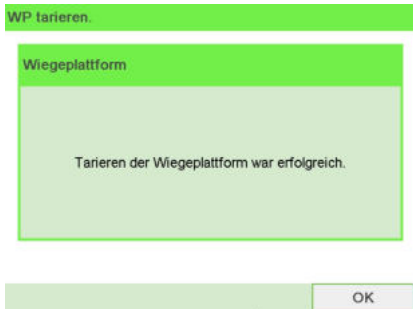 WP tarieren.
Wiegeplattform
Tarieren der Wiegeplattform war erfolgreich.
OK